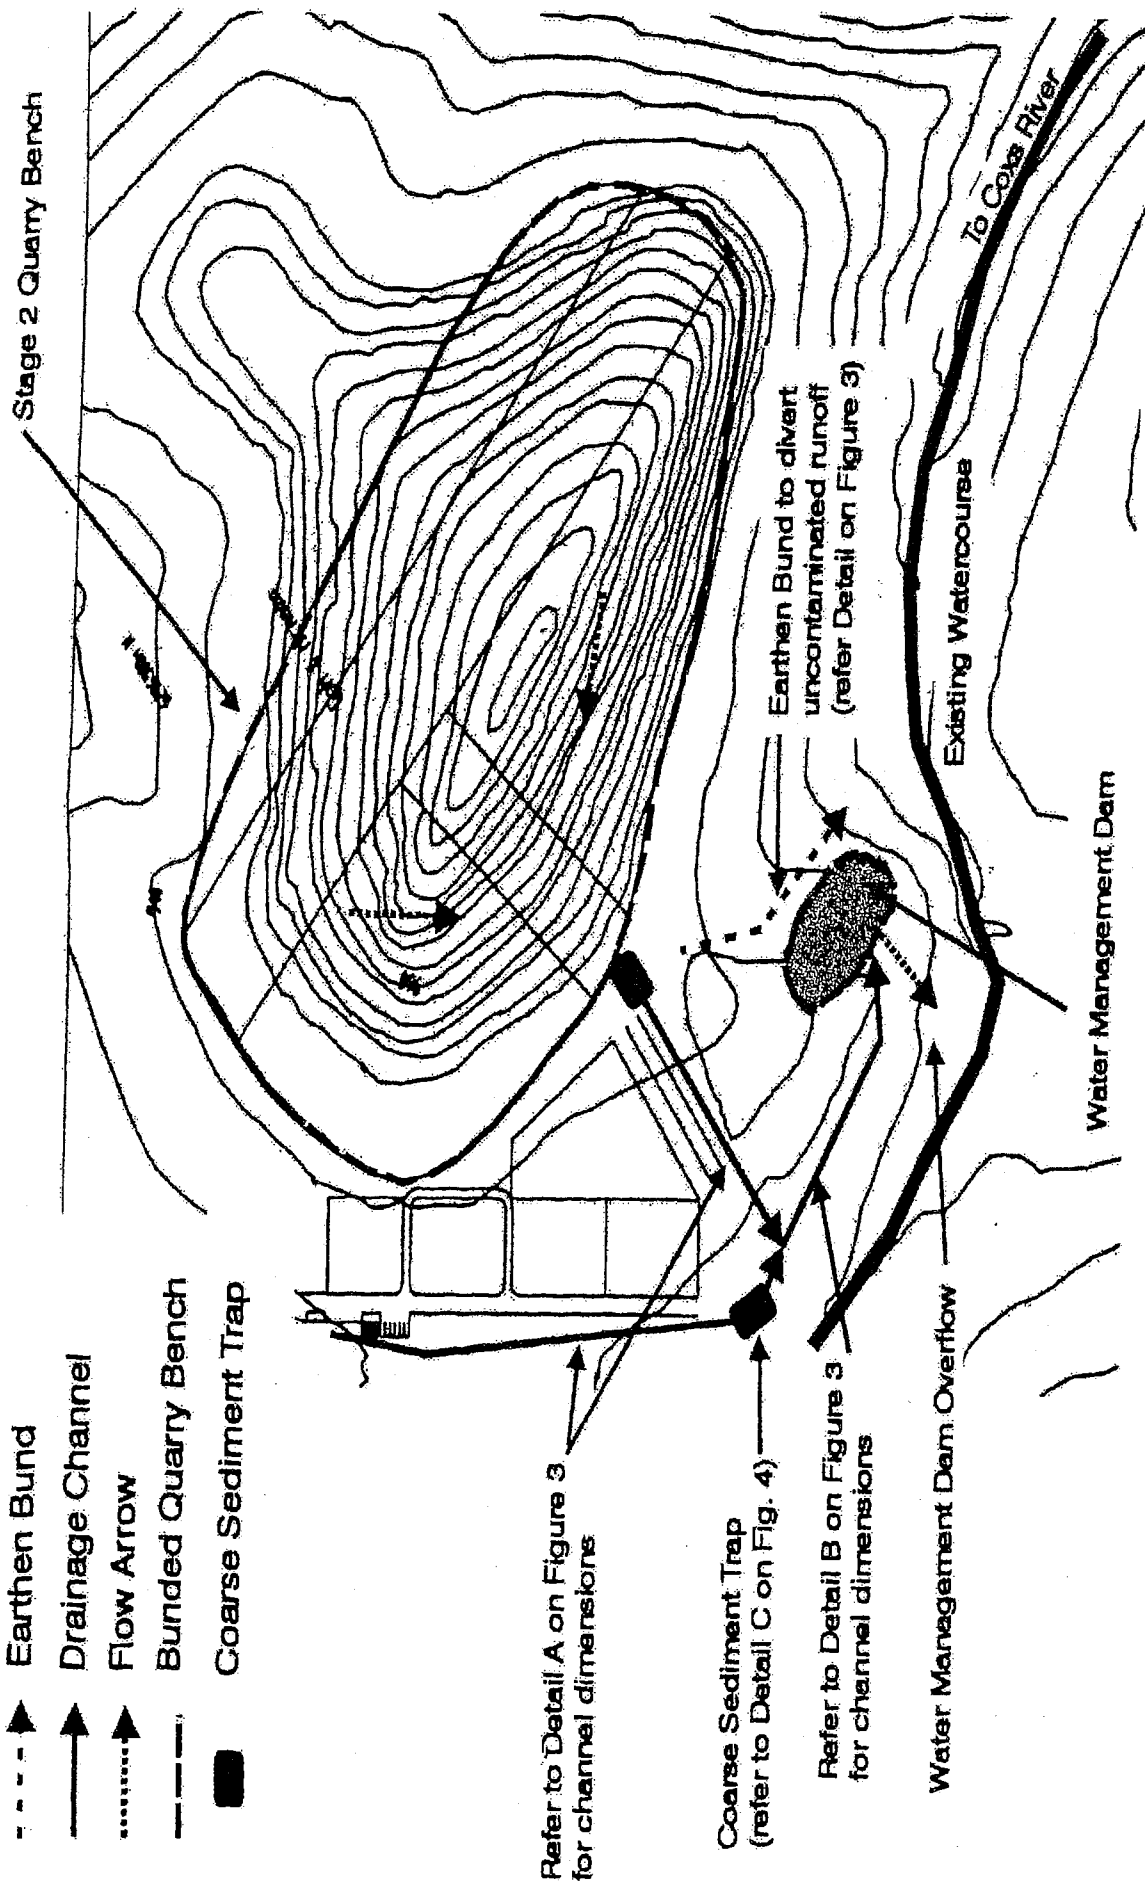 Earthen Bund
Drainage Channel
Flow Arrow
Bunded Quarry Bench
Coarse Sediment Trap
Stage 2 Quarry Bench
Refer to Detail A on Figure 3
for channel dimensions
Coarse Sediment Trap
(refer to Detail C on Fig. 4)
Refer to Detail B on Figure 3
for channel dimensions
Water Management Dam Overflow
Water Management Dam
Earthen Bund to divert
uncontaminated runoff
(refer Detail on Figure 3)
Existing Watercourse
To Coxs River